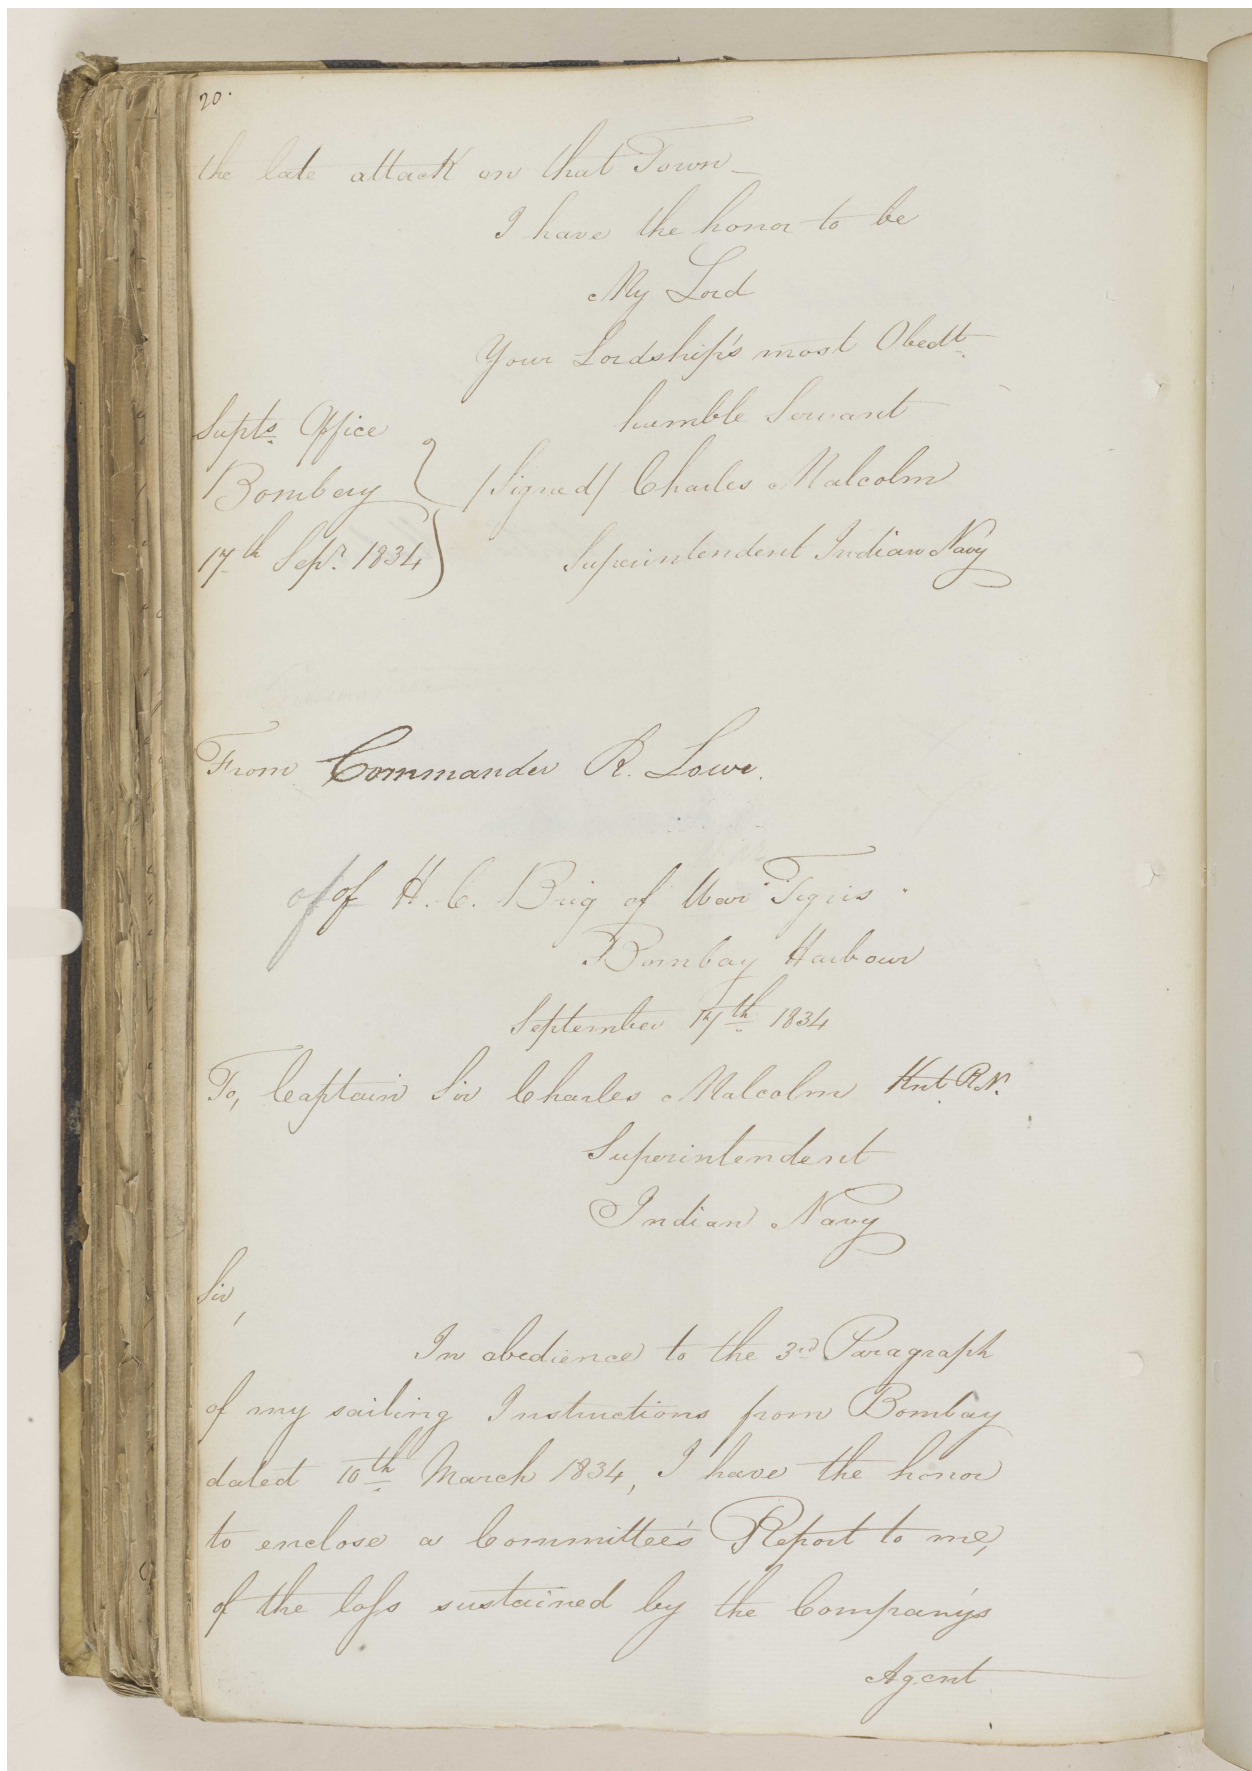 20.
the late attack on that Town_
I have the honor to be
My Lord
Your Lordship's most Obedt
humble Servant
Supts. Office
Bombay
/Signed/ Charles Malcolm
17th Sepr. 1834
Superintendent Indian Navy
From Commander R. Lowe.
of H. C. Brig of War "Tigris"
Bombay Harbour
September 17th 1834
To, Captain Sir Charles Malcolm Knt. R.N.
Superintendent
Indian Navy
Sir,
In obedience to the 3rd Paragraph
of my sailing Instructions from Bombay
dated 10th March 1834, I have the honor
to enclose a Committee's Report to me,
of the loss sustained by the Company's
Agent